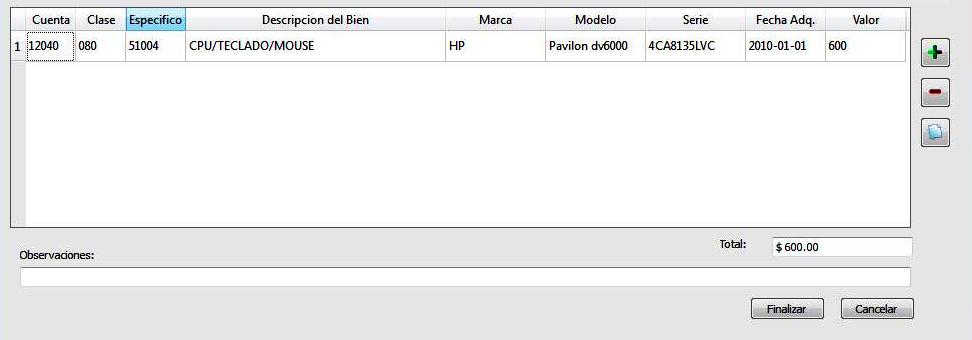 Cuenta Clase Especifico Descripcion del Bien Marca Modelo Serie Fecha Adq. Valor
1 12040 080 51004 CPU/TECLADO/MOUSE HP Pavilon dv6000 4CA8135LVC 2010-01-01 600
Total: $ 600.00
Observaciones:
Finalizar Cancelar